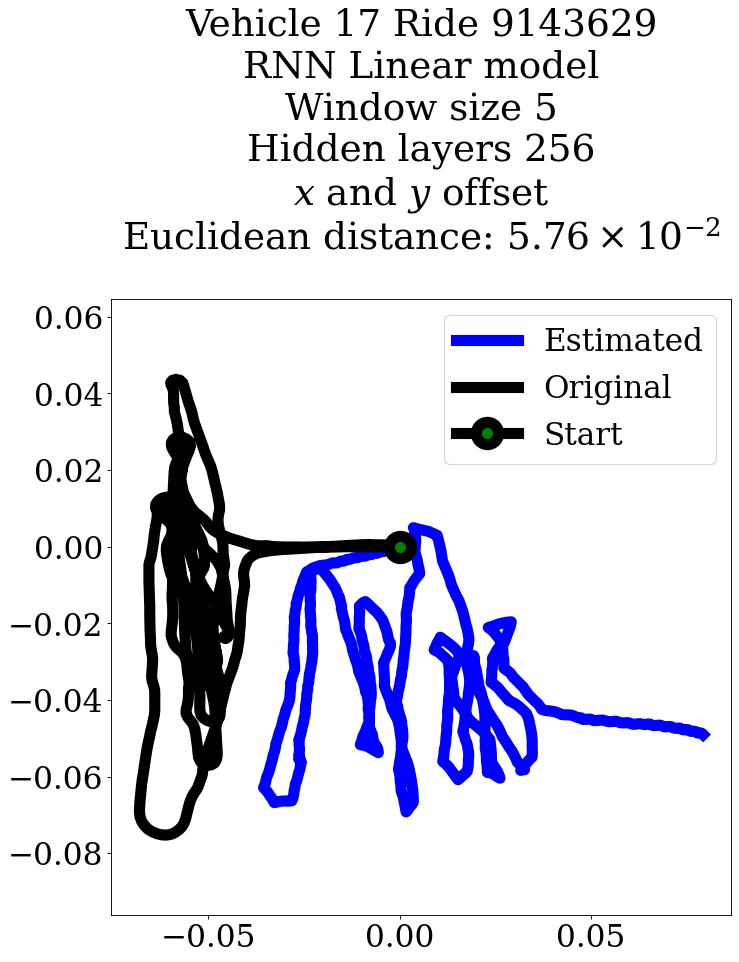 Vehicle 17 Ride 9143629
RNN Linear model
Window size 5
Hidden layers 256
x and y offset
Euclidean distance: 5.76 × 10⁻²
Estimated
Original
Start
0.06
0.04
0.02
0.00
−0.02
−0.04
−0.06
−0.08
−0.05 0.00 0.05